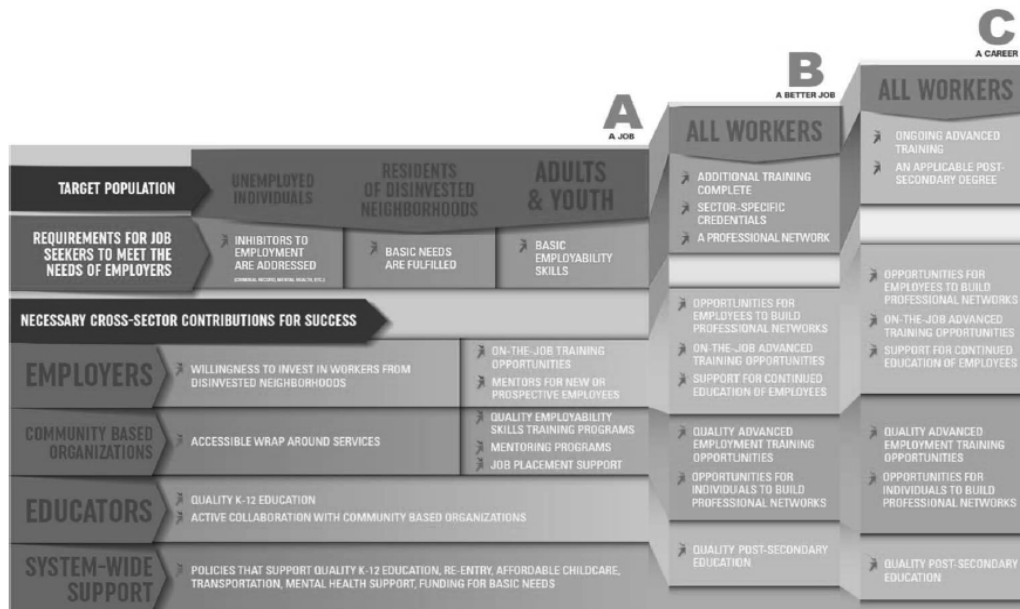 A
A JOB
B
A BETTER JOB
C
A CAREER
TARGET POPULATION
UNEMPLOYED
INDIVIDUALS
RESIDENTS
OF DISINVESTED
NEIGHBORHOODS
ADULTS
& YOUTH
ALL WORKERS
ALL WORKERS
REQUIREMENTS FOR JOB
SEEKERS TO MEET THE
NEEDS OF EMPLOYERS
INHIBITORS TO
EMPLOYMENT
ARE ADDRESSED
(CRIMINAL RECORD, MENTAL HEALTH, ETC.)
BASIC NEEDS
ARE FULFILLED
BASIC
EMPLOYABILITY
SKILLS
ADDITIONAL TRAINING
COMPLETE
SECTOR-SPECIFIC
CREDENTIALS
A PROFESSIONAL NETWORK
ONGOING ADVANCED
TRAINING
AN APPLICABLE POST-
SECONDARY DEGREE
NECESSARY CROSS-SECTOR CONTRIBUTIONS FOR SUCCESS
EMPLOYERS
WILLINGNESS TO INVEST IN WORKERS FROM
DISINVESTED NEIGHBORHOODS
ON-THE-JOB TRAINING
OPPORTUNITIES
MENTORS FOR NEW OR
PROSPECTIVE EMPLOYEES
OPPORTUNITIES FOR
EMPLOYEES TO BUILD
PROFESSIONAL NETWORKS
ON-THE-JOB ADVANCED
TRAINING OPPORTUNITIES
SUPPORT FOR CONTINUED
EDUCATION OF EMPLOYEES
OPPORTUNITIES FOR
EMPLOYEES TO BUILD
PROFESSIONAL NETWORKS
ON-THE-JOB ADVANCED
TRAINING OPPORTUNITIES
SUPPORT FOR CONTINUED
EDUCATION OF EMPLOYEES
COMMUNITY BASED
ORGANIZATIONS
ACCESSIBLE WRAP AROUND SERVICES
QUALITY EMPLOYABILITY
SKILLS TRAINING PROGRAMS
MENTORING PROGRAMS
JOB PLACEMENT SUPPORT
QUALITY ADVANCED
EMPLOYMENT TRAINING
OPPORTUNITIES
OPPORTUNITIES FOR
INDIVIDUALS TO BUILD
PROFESSIONAL NETWORKS
QUALITY ADVANCED
EMPLOYMENT TRAINING
OPPORTUNITIES
OPPORTUNITIES FOR
INDIVIDUALS TO BUILD
PROFESSIONAL NETWORKS
EDUCATORS
QUALITY K-12 EDUCATION
ACTIVE COLLABORATION WITH COMMUNITY BASED ORGANIZATIONS
QUALITY POST-SECONDARY
EDUCATION
QUALITY POST-SECONDARY
EDUCATION
SYSTEM-WIDE
SUPPORT
POLICIES THAT SUPPORT QUALITY K-12 EDUCATION, RE-ENTRY, AFFORDABLE CHILDCARE,
TRANSPORTATION, MENTAL HEALTH SUPPORT, FUNDING FOR BASIC NEEDS